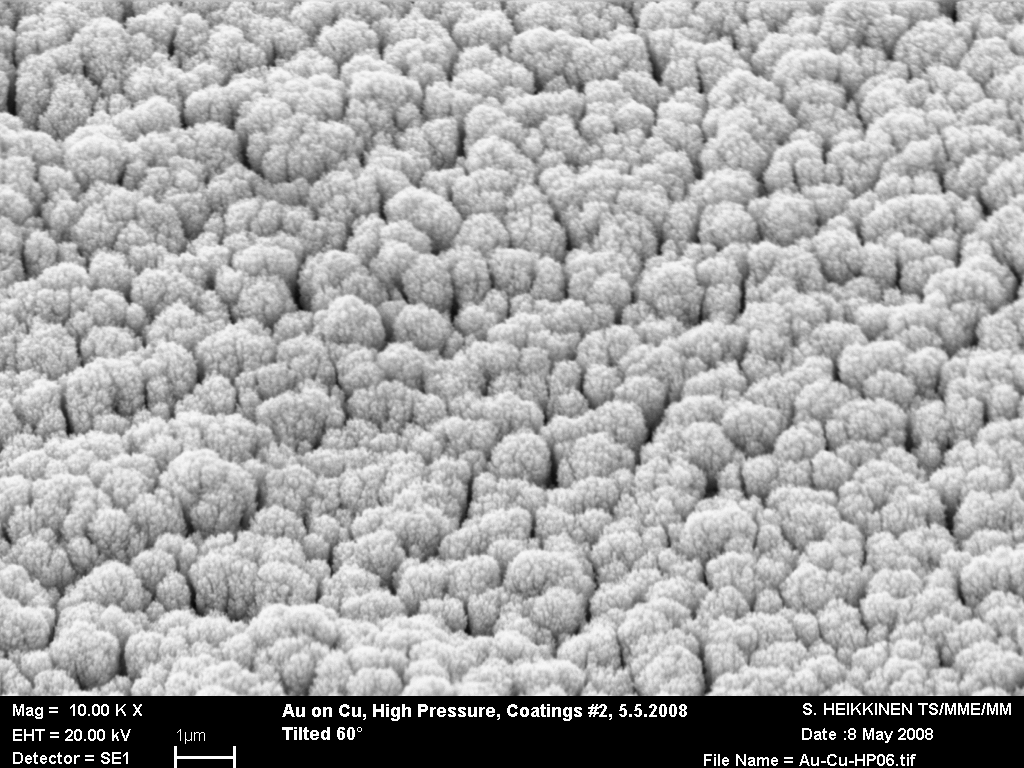 Mag = 10.00 K X
EHT = 20.00 kV
Detector = SE1
1µm
Au on Cu, High Pressure, Coatings #2, 5.5.2008
Tilted 60°
S. HEIKKINEN TS/MME/MM
Date :8 May 2008
File Name = Au-Cu-HP06.tif